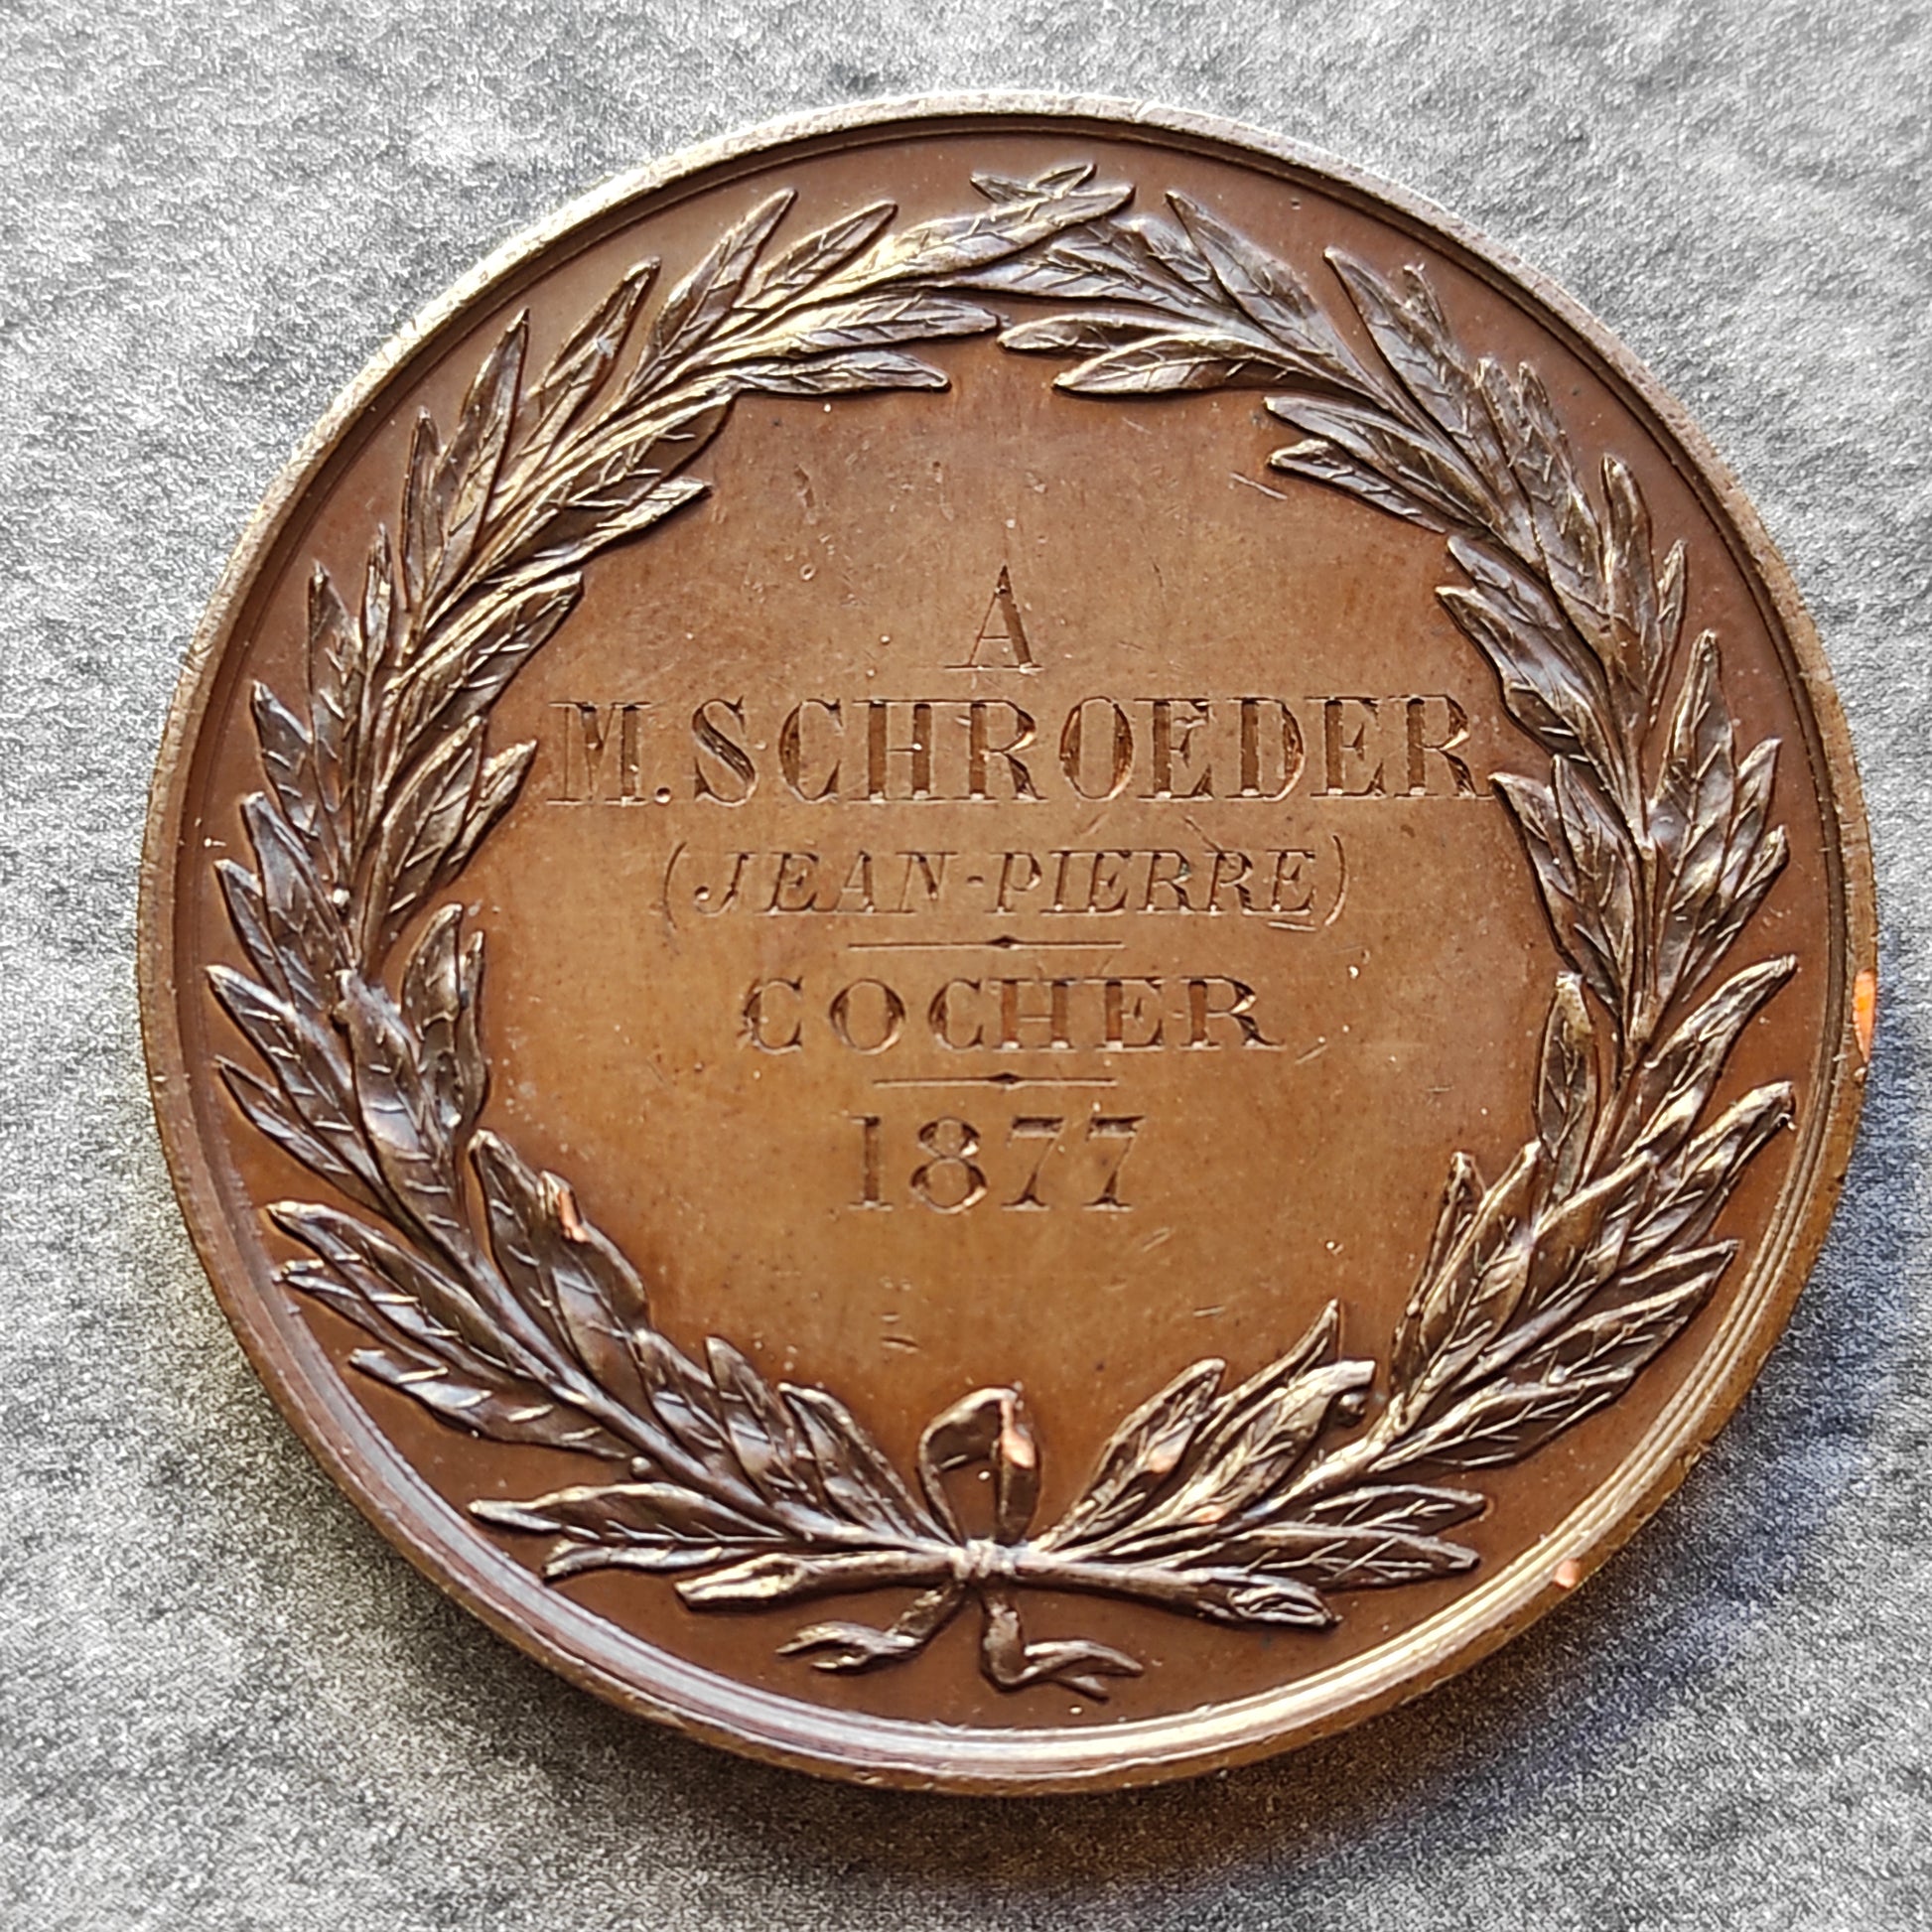 A
M. SCHROEDER
(JEAN-PIERRE)
COCHER
1877